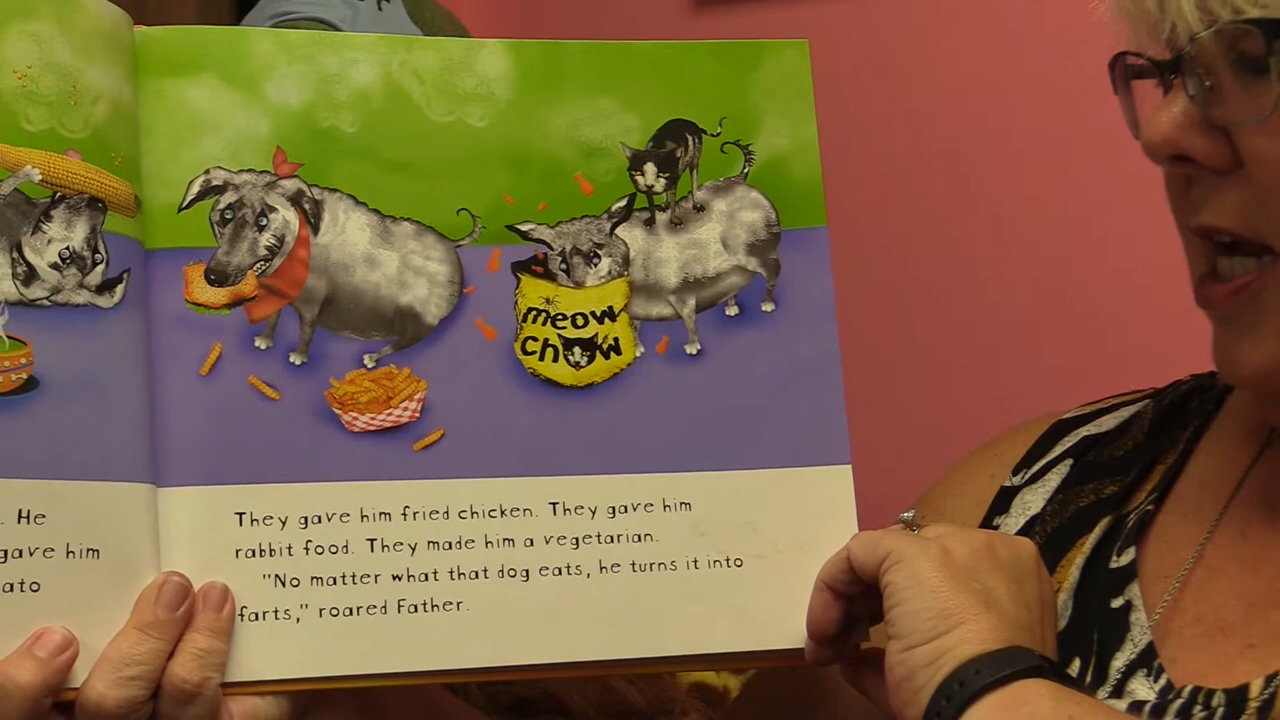 meow
chow
. He
gave him
ato
They gave him fried chicken. They gave him
rabbit food. They made him a vegetarian.
"No matter what that dog eats, he turns it into
farts," roared Father.